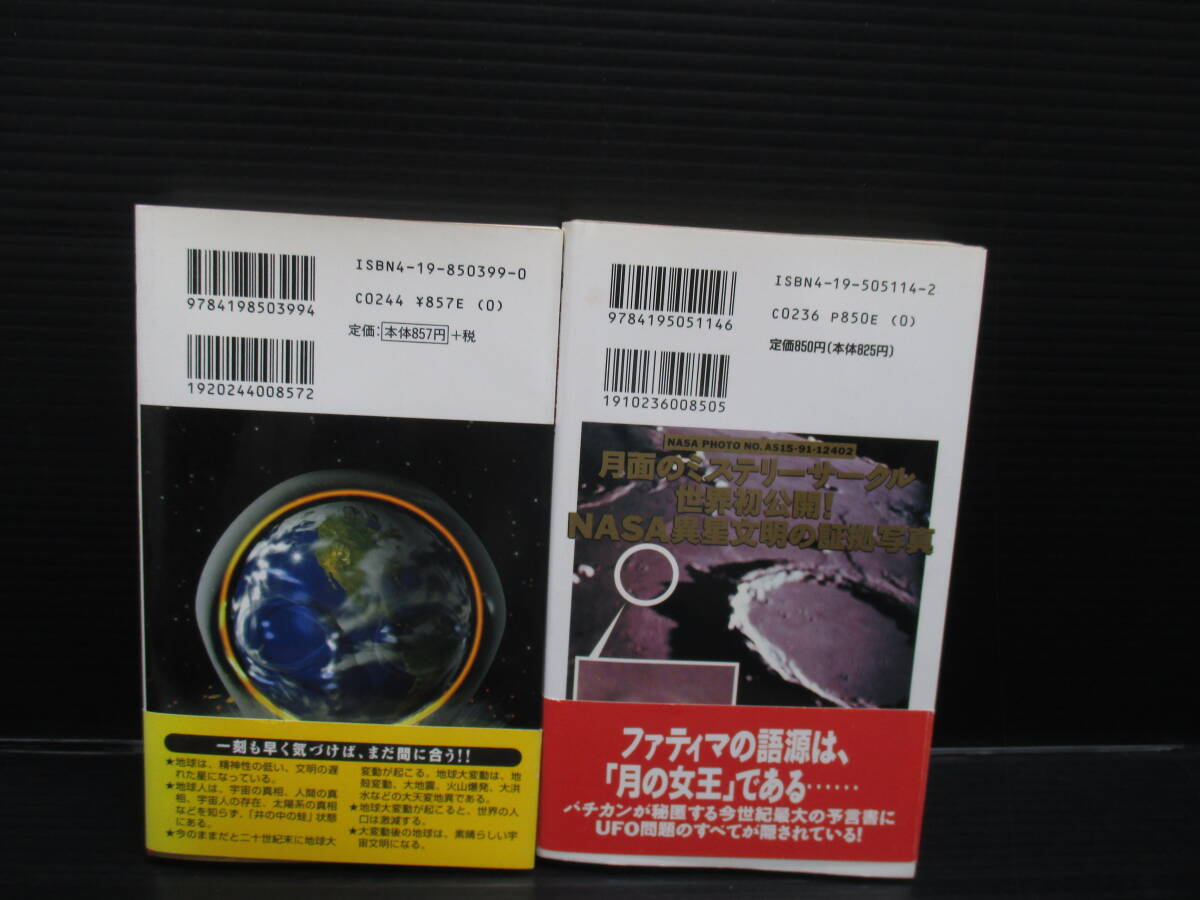 ISBN4-19-850399-0
9784198503994
C0244 ¥857E (0)
定価:本体857円+税
1920244008572
一刻も早く気づけば、まだ間に合う!!
★地球は、精神性の低い、文明の遅
れた星になっている。
★地球人は、宇宙の真相、人間の真
相、宇宙人の存在、太陽系の真相
などを知らず、「井の中の蛙」状態
にある。
★今のままだと二十世紀末に地球大
変動が起こる。地球大変動は、地
殻変動、大地震、火山爆発、大洪
水などの大天変地異である。
★地球大変動が起こると、世界の人
口は激減する。
★大変動後の地球は、素晴らしい宇
宙文明になる。
ISBN4-19-505114-2
9784195051146
C0236 P850E (0)
定価850円(本体825円)
1910236008505
NASA PHOTO NO. AS15-91-12402
月面のミステリーサークル
世界初公開!
NASA異星文明の証拠写真
ファティマの語源は、
「月の女王」である……
バチカンが秘匿する今世紀最大の予言書に
UFO問題のすべてが隠されている!